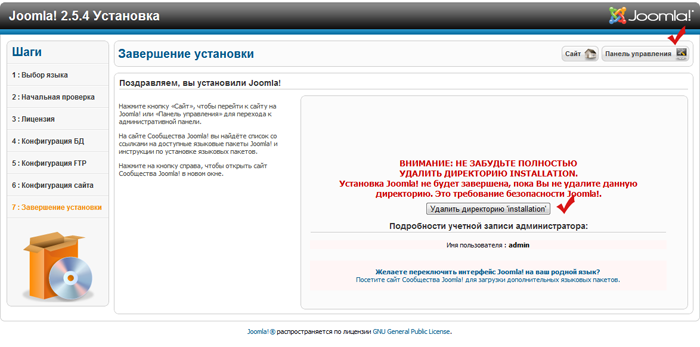 Joomla! 2.5.4 Установка
Joomla!
Шаги
1 : Выбор языка
2 : Начальная проверка
3 : Лицензия
4 : Конфигурация БД
5 : Конфигурация FTP
6 : Конфигурация сайта
7 : Завершение установки
Завершение установки
Сайт
Панель управления
Поздравляем, вы установили Joomla!
Нажмите кнопку «Сайт», чтобы перейти к сайту на
Joomla! или «Панель управления» для перехода к
административной панели.
На сайте Сообщества Joomla! вы найдёте список со
ссылками на доступные языковые пакеты Joomla! и
инструкции по установке языковых пакетов.
Нажмите на кнопку справа, чтобы открыть сайт
Сообщества Joomla! в новом окне.
ВНИМАНИЕ: НЕ ЗАБУДЬТЕ ПОЛНОСТЬЮ
УДАЛИТЬ ДИРЕКТОРИЮ INSTALLATION.
Установка Joomla! не будет завершена, пока Вы не удалите данную
директорию. Это требование безопасности Joomla!.
Удалить директорию 'installation'
Подробности учетной записи администратора:
Имя пользователя : admin
Желаете переключить интерфейс Joomla! на ваш родной язык?
Посетите сайт Сообщества Joomla! для загрузки дополнительных языковых пакетов.
Joomla!® распространяется по лицензии GNU General Public License.